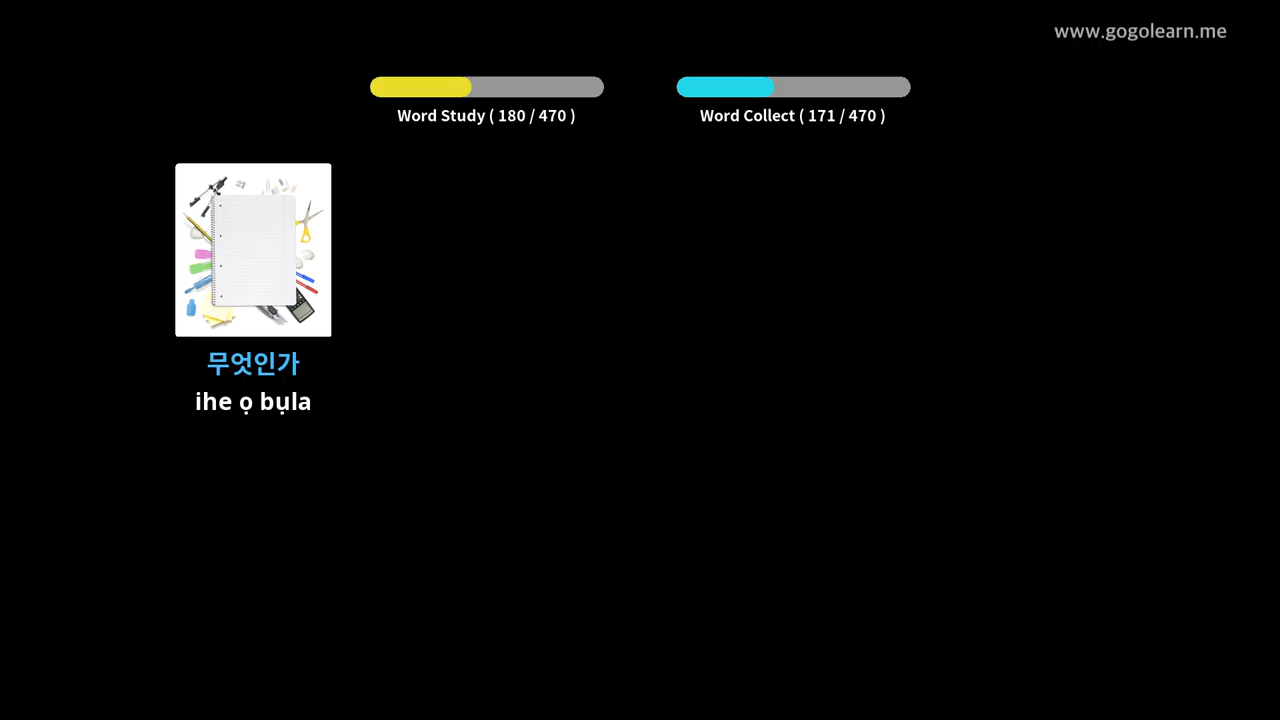 www.gogolearn.me
Word Study ( 180 / 470 )
Word Collect ( 171 / 470 )
무엇인가
ihe ọ bụla